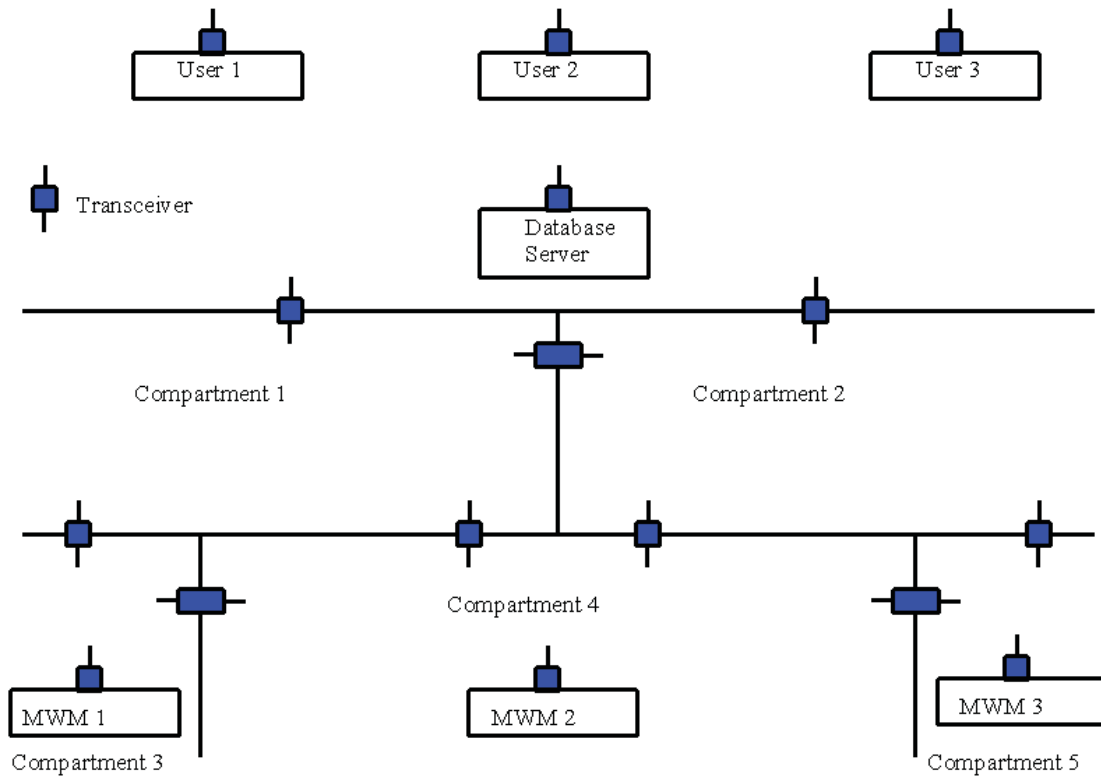 User 1
User 2
User 3
Transceiver
Database
Server
Compartment 1
Compartment 2
Compartment 4
MWM 1
MWM 2
MWM 3
Compartment 3
Compartment 5